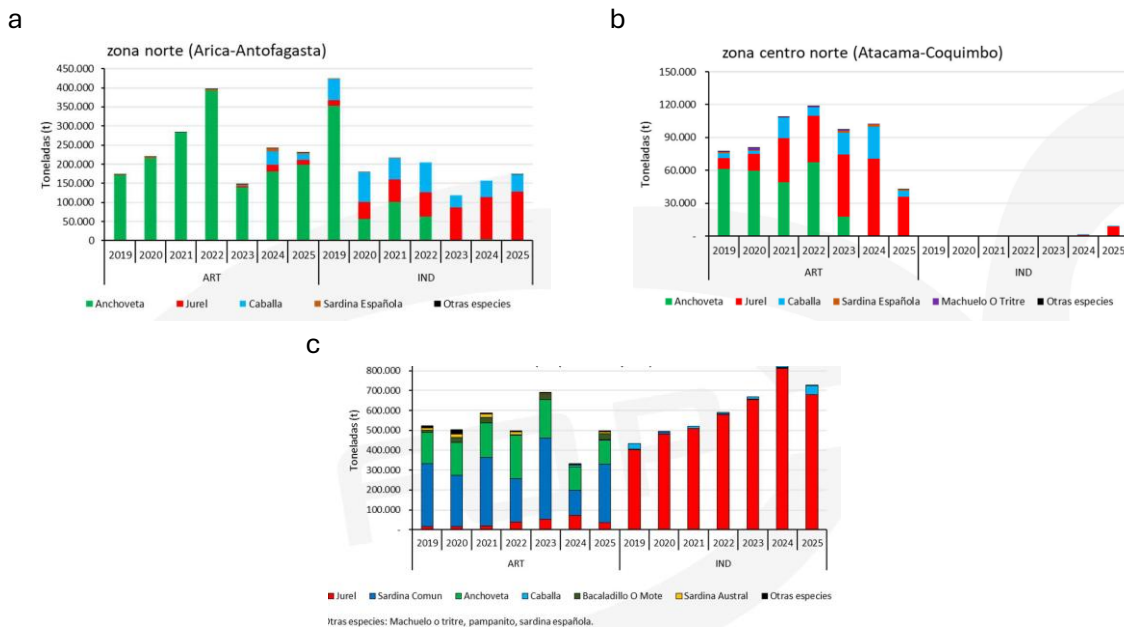 a
zona norte (Arica-Antofagasta)
Toneladas (t)
450.000
400.000
350.000
300.000
250.000
200.000
150.000
100.000
50.000
0
2019 2020 2021 2022 2023 2024 2025 2019 2020 2021 2022 2023 2024 2025
ART IND
Anchoveta Jurel Caballa Sardina Española Otras especies
b
zona centro norte (Atacama-Coquimbo)
Toneladas (t)
150.000
120.000
90.000
60.000
30.000
-
2019 2020 2021 2022 2023 2024 2025 2019 2020 2021 2022 2023 2024 2025
ART IND
Anchoveta Jurel Caballa Sardina Española Machuelo O Tritre Otras especies
c
Toneladas (t)
800.000
700.000
600.000
500.000
400.000
300.000
200.000
100.000
-
2019 2020 2021 2022 2023 2024 2025 2019 2020 2021 2022 2023 2024 2025
ART IND
Jurel Sardina Comun Anchoveta Caballa Bacaladillo O Mote Sardina Austral Otras especies
Otras especies: Machuelo o tritre, pampanito, sardina española.